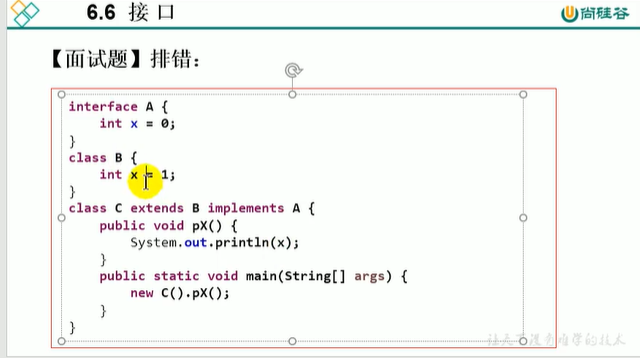 6.6 接 口
尚硅谷
【面试题】排错：
interface A {
int x = 0;
}
class B {
int x = 1;
}
class C extends B implements A {
public void pX() {
System.out.println(x);
}
public static void main(String[] args) {
new C().pX();
}
}
让天下没有难学的技术